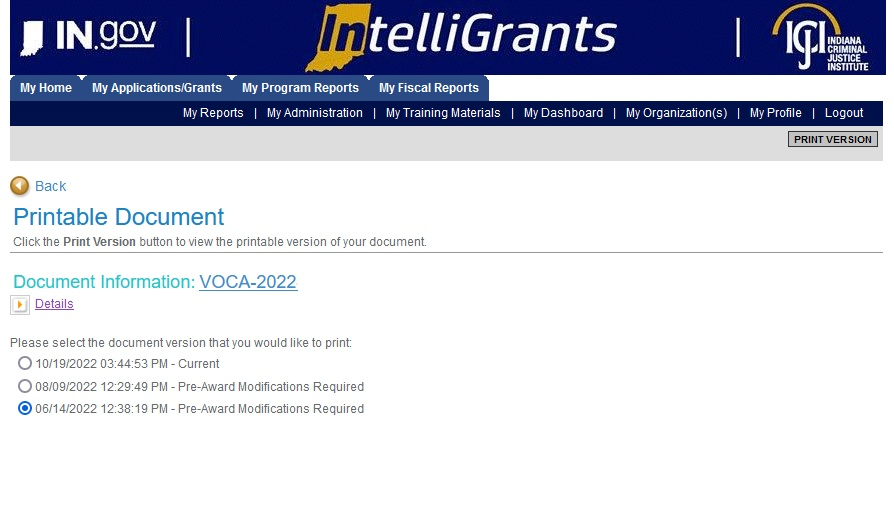 IN.gov | IntelliGrants | ICJI INDIANA CRIMINAL JUSTICE INSTITUTE
My Home My Applications/Grants My Program Reports My Fiscal Reports
My Reports | My Administration | My Training Materials | My Dashboard | My Organization(s) | My Profile | Logout
PRINT VERSION
Back
Printable Document
Click the Print Version button to view the printable version of your document.
Document Information: VOCA-2022
Details
Please select the document version that you would like to print:
10/19/2022 03:44:53 PM - Current
08/09/2022 12:29:49 PM - Pre-Award Modifications Required
06/14/2022 12:38:19 PM - Pre-Award Modifications Required